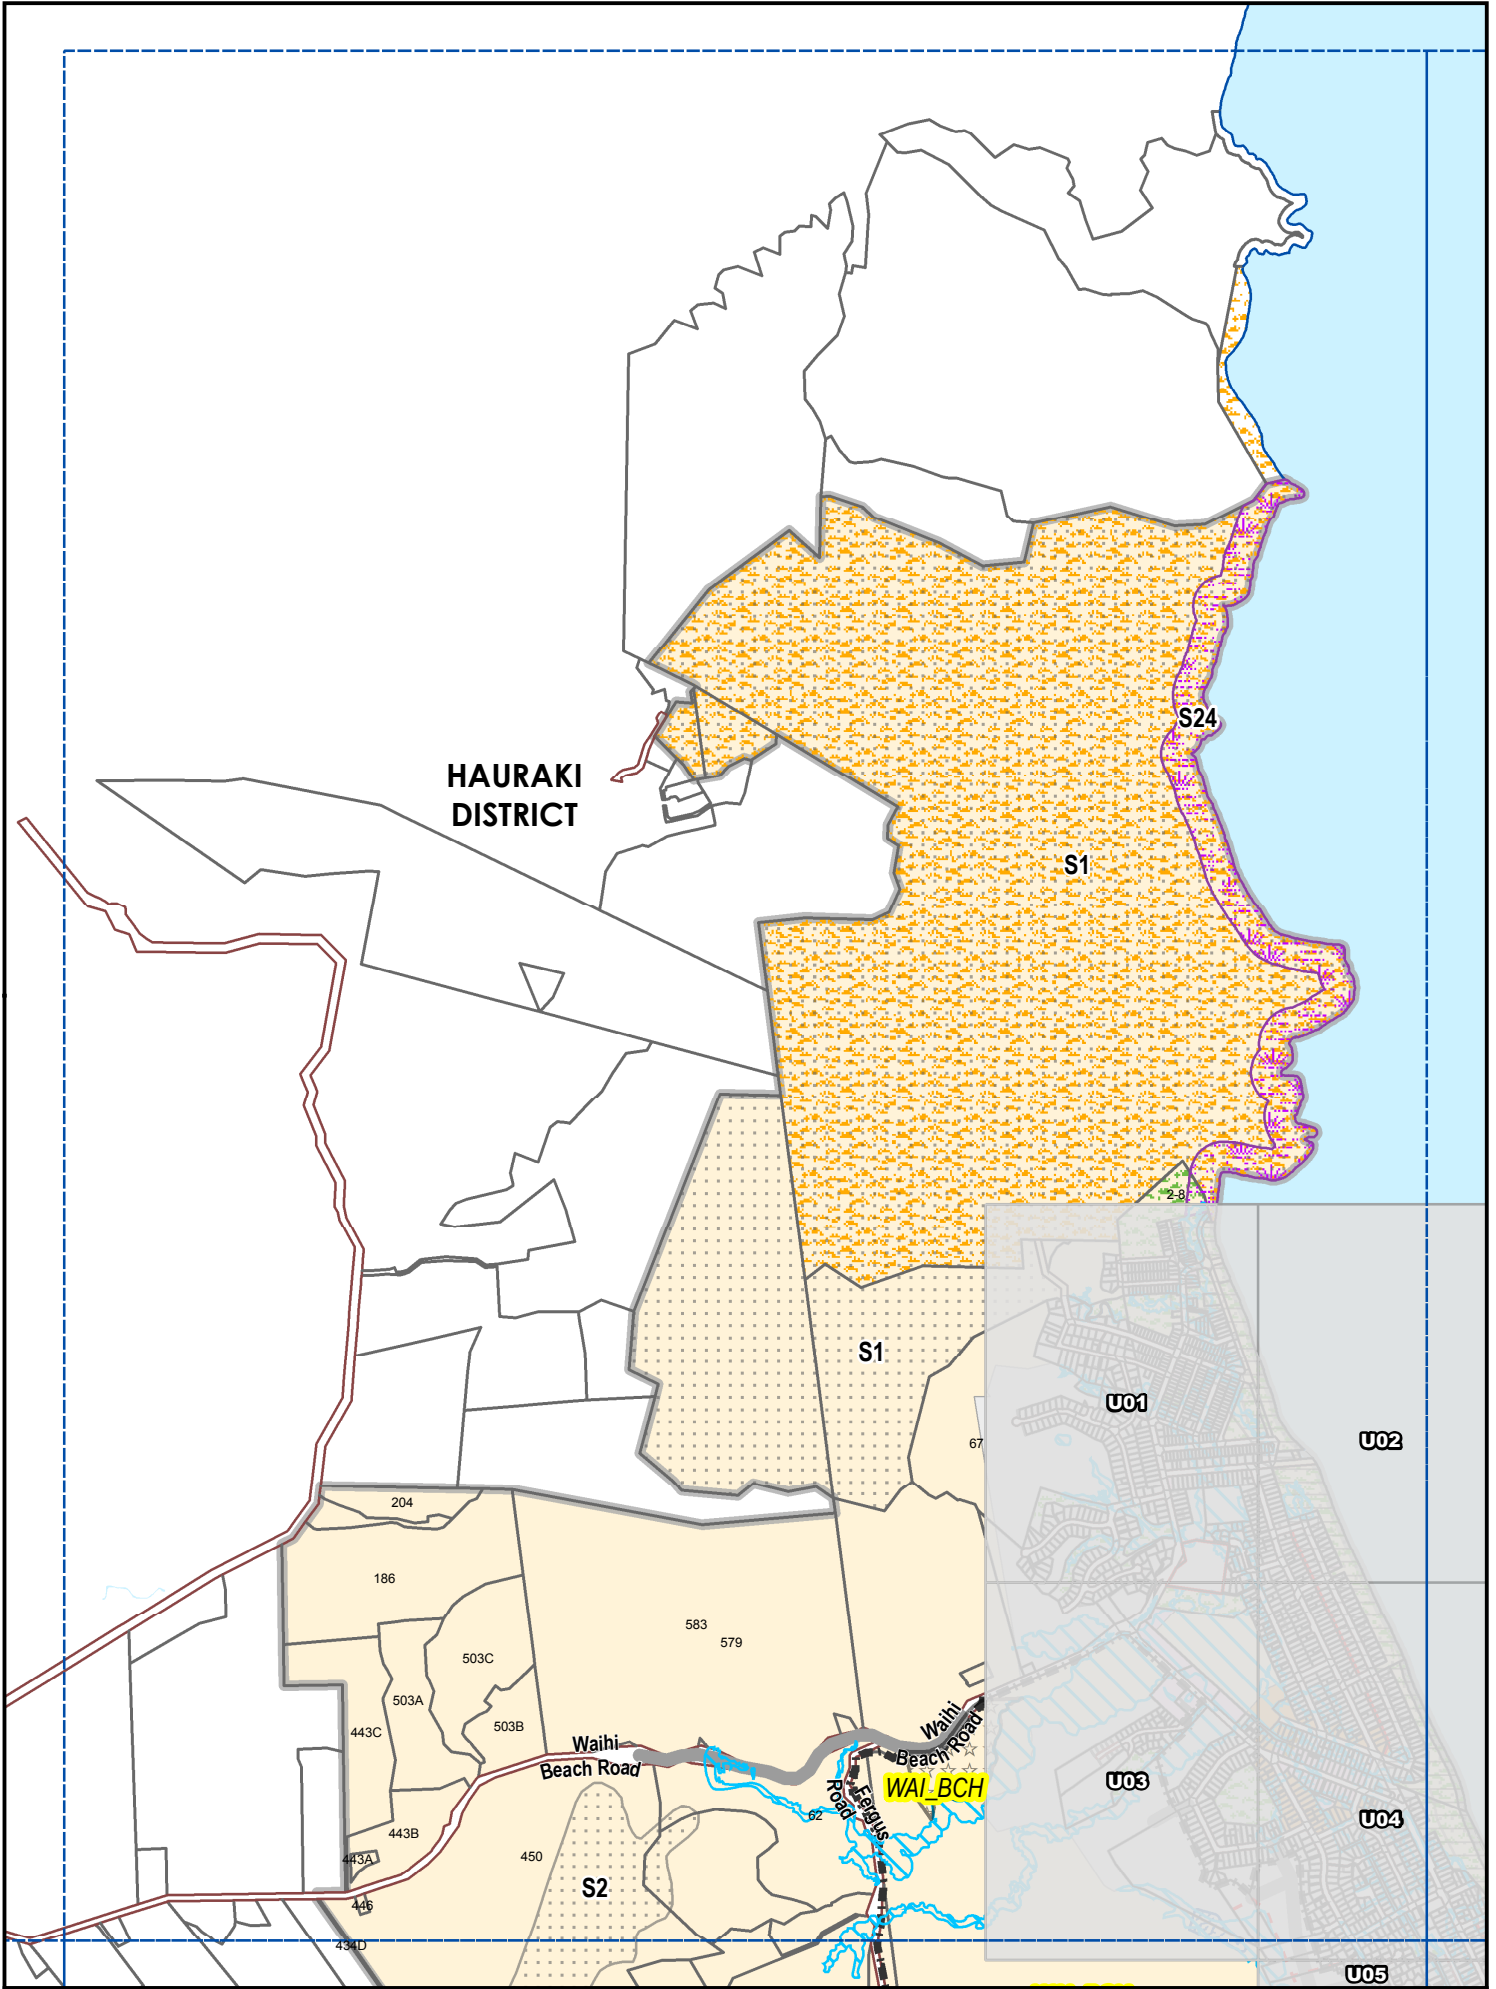 S24
HAURAKI
DISTRICT
S1
2-8
S1
U01
U02
67
204
186
583
579
503C
503A
503B
443C
Waihi
Beach Road
Waihi
Beach Road
WAI_BCH
Fergus
Road
62
U03
U04
443B
443A
450
S2
446
434D
U05